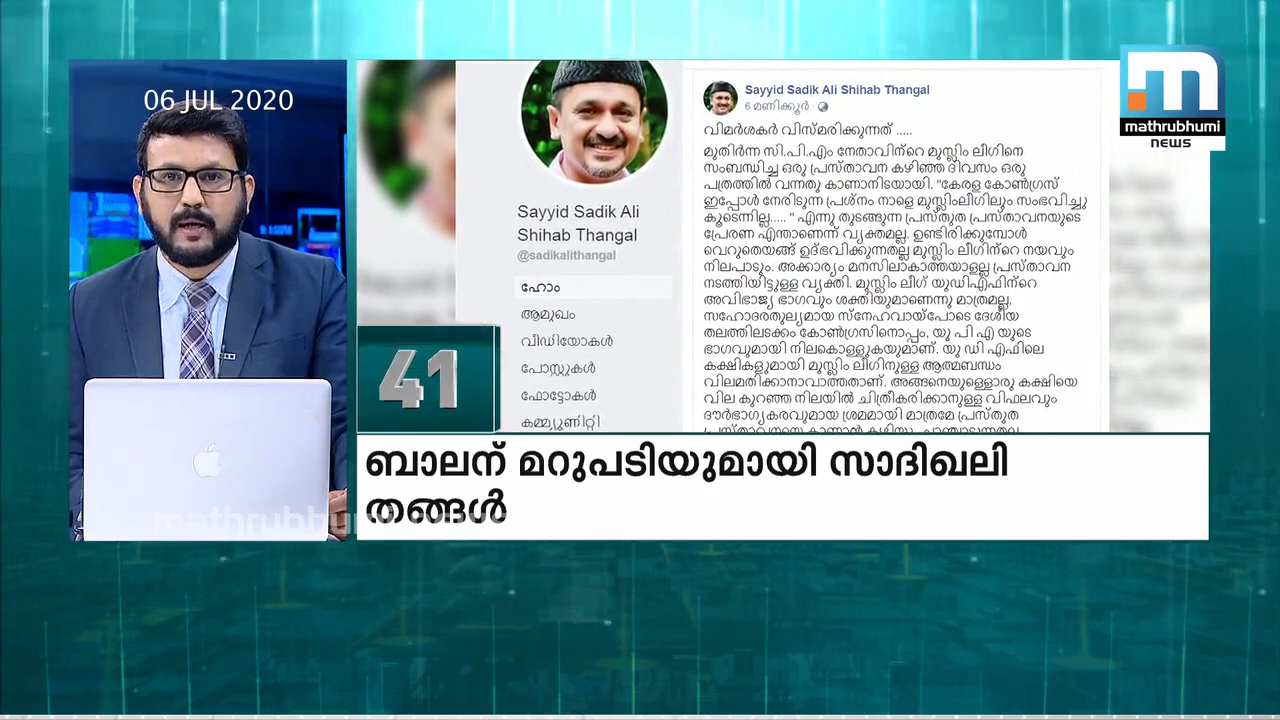 06 JUL 2020
mathrubhumi
news
Sayyid Sadik Ali
Shihab Thangal
@sadikalithangal
ഹോം
ആമുഖം
വീഡിയോകൾ
പോസ്റ്റുകൾ
ഫോട്ടോകൾ
കമ്മ്യൂണിറ്റി
Sayyid Sadik Ali Shihab Thangal
6 മണിക്കൂർ ·
വിമർശകർ വിസ്മരിക്കുന്നത് .....
മുതിർന്ന സി.പി.എം നേതാവിന്റെ മുസ്ലിം ലീഗിനെ
സംബന്ധിച്ച ഒരു പ്രസ്താവന കഴിഞ്ഞ ദിവസം ഒരു
പത്രത്തിൽ വന്നതു കാണാനിടയായി. "കേരള കോൺഗ്രസ്
ഇപ്പോൾ നേരിടുന്ന പ്രശ്നം നാളെ മുസ്ലിംലീഗിലും സംഭവിച്ചു
കൂടെന്നില്ല..... " എന്നു തുടങ്ങുന്ന പ്രസ്തുത പ്രസ്താവനയുടെ
പ്രേരണ എന്താണെന്ന് വ്യക്തമല്ല. ഉണ്ടിരിക്കുമ്പോൾ
വെറുതെയങ്ങ് ഉദ്ഭവിക്കുന്നതല്ല മുസ്ലിം ലീഗിന്റെ നയവും
നിലപാടും. അക്കാര്യം മനസിലാകാത്തയാളല്ല പ്രസ്താവന
നടത്തിയിട്ടുള്ള വ്യക്തി. മുസ്ലിം ലീഗ് യുഡിഎഫിന്റെ
അവിഭാജ്യ ഭാഗവും ശക്തിയുമാണെന്നു മാത്രമല്ല,
സഹോദരതുല്യമായ സ്നേഹവായ്പോടെ ദേശീയ
തലത്തിലടക്കം കോൺഗ്രസിനൊപ്പം, യു പി എ യുടെ
ഭാഗവുമായി നിലകൊള്ളുകയുമാണ്. യു ഡി എഫിലെ
കക്ഷികളുമായി മുസ്ലിം ലീഗിനുള്ള ആത്മബന്ധം
വിലമതിക്കാനാവാത്തതാണ്. അങ്ങനെയുള്ളൊരു കക്ഷിയെ
വില കുറഞ്ഞ നിലയിൽ ചിത്രീകരിക്കാനുള്ള വിഫലവും
ദൗർഭാഗ്യകരവുമായ ശ്രമമായി മാത്രമേ പ്രസ്തുത
41
ബാലന് മറുപടിയുമായി സാദിഖലി
തങ്ങൾ
mathrubhumi news